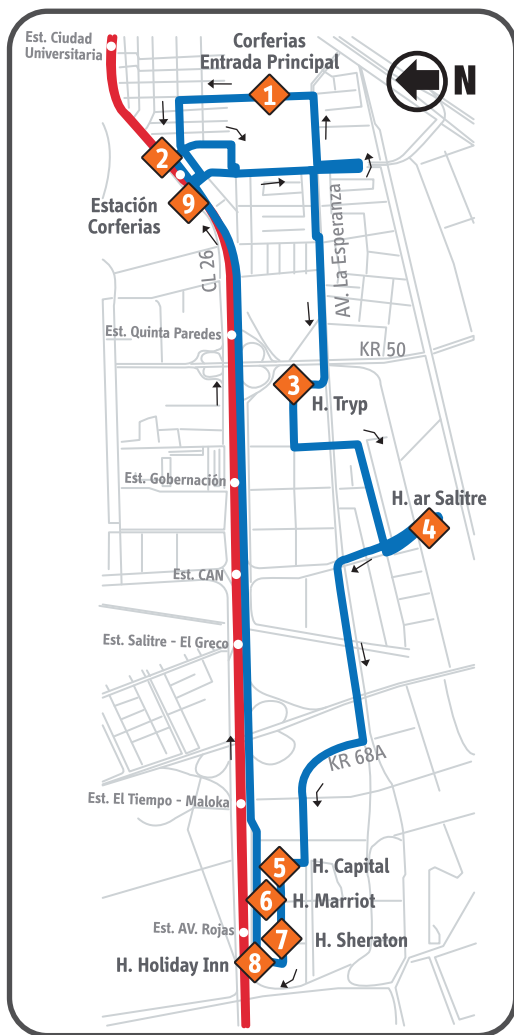 Est. Ciudad
Universitaria
Corferias
Entrada Principal
N
1
2
9
Estación
Corferias
CL 26
AV. La Esperanza
Est. Quinta Paredes
KR 50
3
H. Tryp
Est. Gobernación
H. ar Salitre
4
Est. CAN
Est. Salitre - El Greco
KR 68A
Est. El Tiempo - Maloka
5
H. Capital
6
H. Marriot
Est. AV. Rojas
7
H. Sheraton
H. Holiday Inn
8